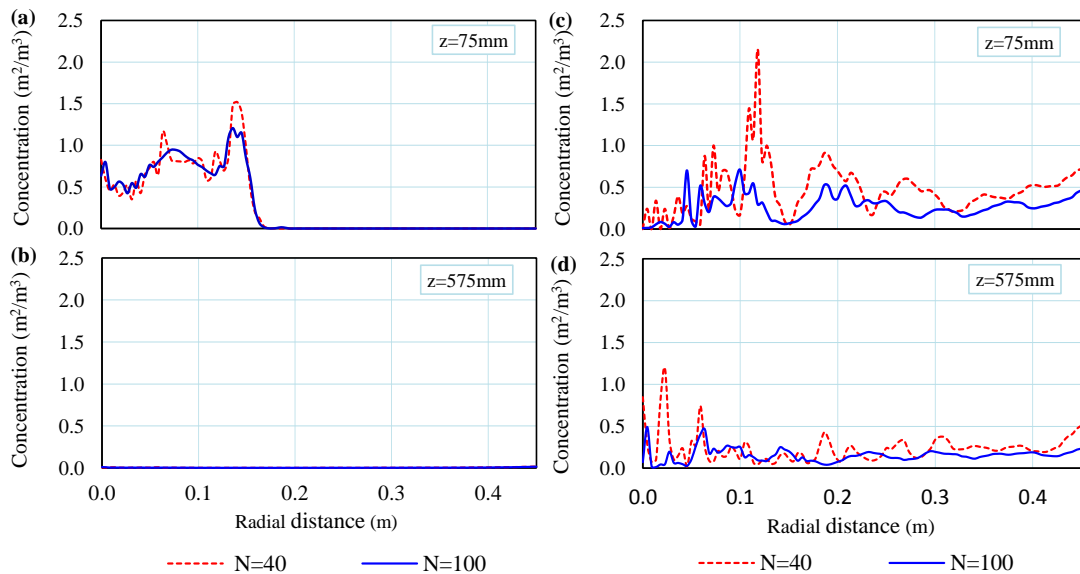 (a)
Concentration (m²/m³)
2.5
2.0
1.5
1.0
0.5
0.0
z=75mm
(b)
Concentration (m²/m³)
2.5
2.0
1.5
1.0
0.5
0.0
z=575mm
0.0 0.1 0.2 0.3 0.4
Radial distance (m)
N=40 N=100
(c)
Concentration (m²/m³)
2.5
2.0
1.5
1.0
0.5
0.0
z=75mm
(d)
Concentration (m²/m³)
2.5
2.0
1.5
1.0
0.5
0.0
z=575mm
0.0 0.1 0.2 0.3 0.4
Radial distance (m)
N=40 N=100